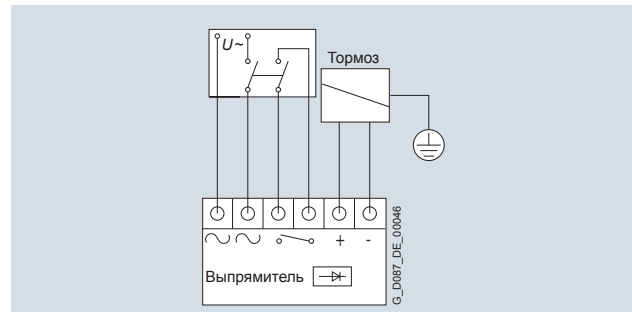 U~
Тормоз
+ -
Выпрямитель
G_D087_DE_00046